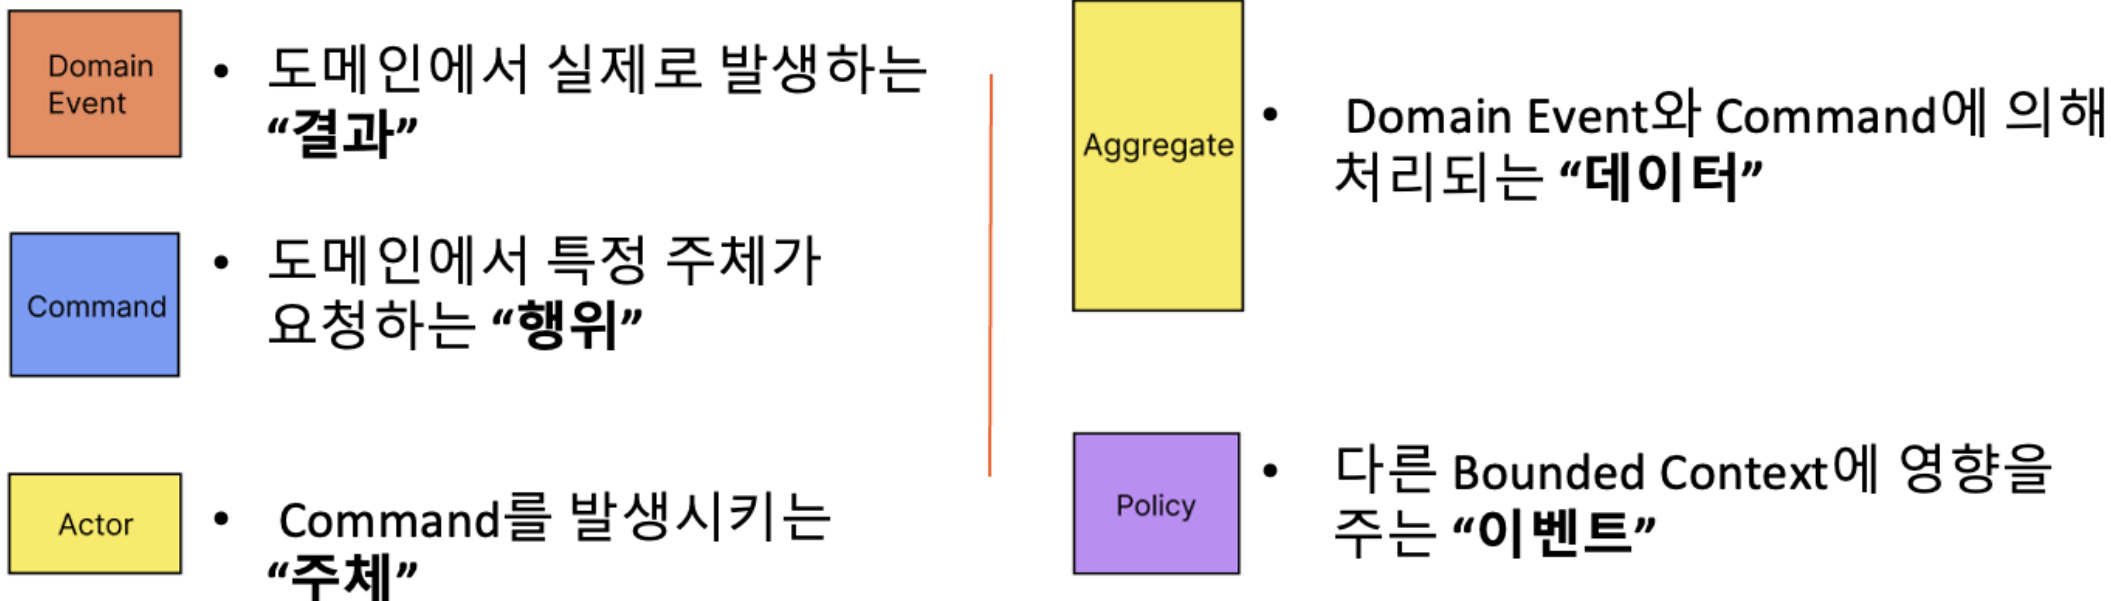 Domain
Event
• 도메인에서 실제로 발생하는
“결과”
Command
• 도메인에서 특정 주체가
요청하는 “행위”
Actor
• Command를 발생시키는
“주체”
Aggregate
• Domain Event와 Command에 의해
처리되는 “데이터”
Policy
• 다른 Bounded Context에 영향을
주는 “이벤트”